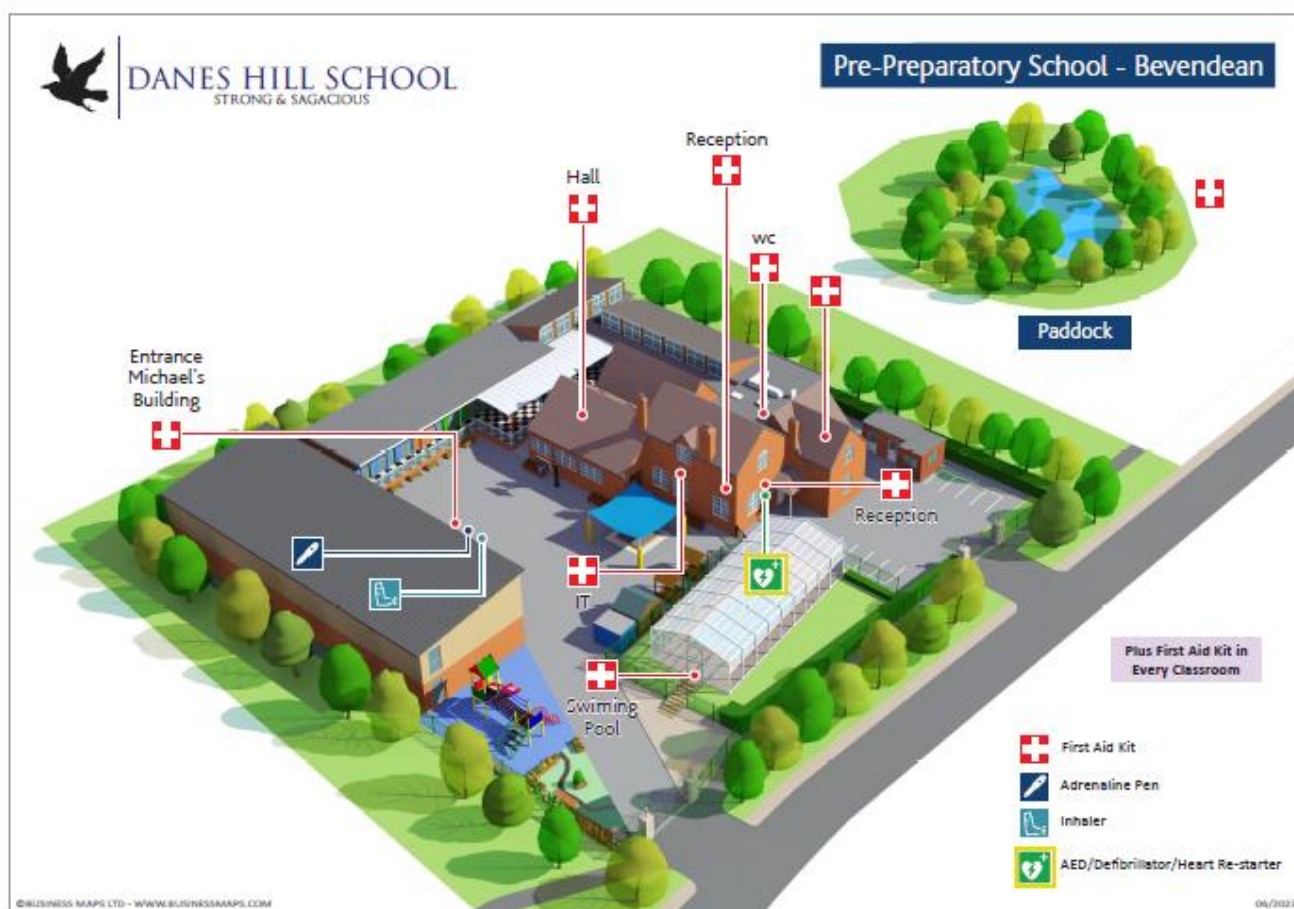 DANES HILL SCHOOL
STRONG & SAGACIOUS
Pre-Preparatory School - Bevendean
Reception
Hall
wc
Paddock
Entrance
Michael's
Building
Reception
IT
Swiming
Pool
Plus First Aid Kit in
Every Classroom
First Aid Kit
Adrenaline Pen
Inhaler
AED/Defibrillator/Heart Re-starter
©BUSINESS MAPS LTD - WWW.BUSINESSMAPS.COM